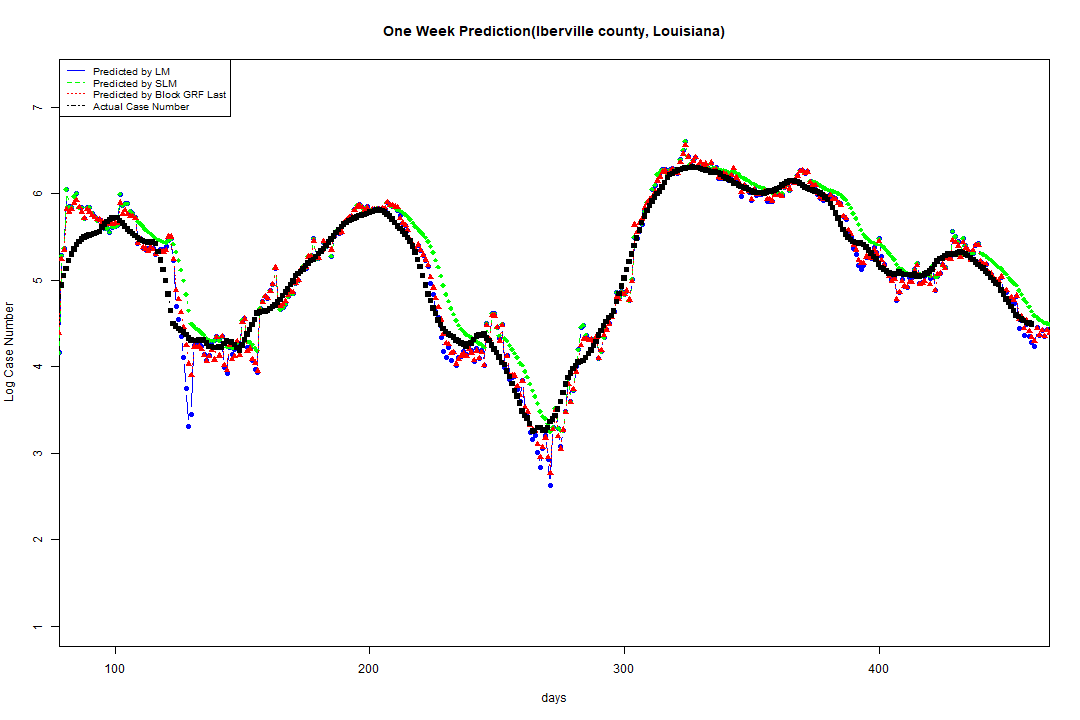 One Week Prediction(Iberville county, Louisiana)
Predicted by LM
Predicted by SLM
Predicted by Block GRF Last
Actual Case Number
7
6
5
4
3
2
1
Log Case Number
100 200 300 400
days